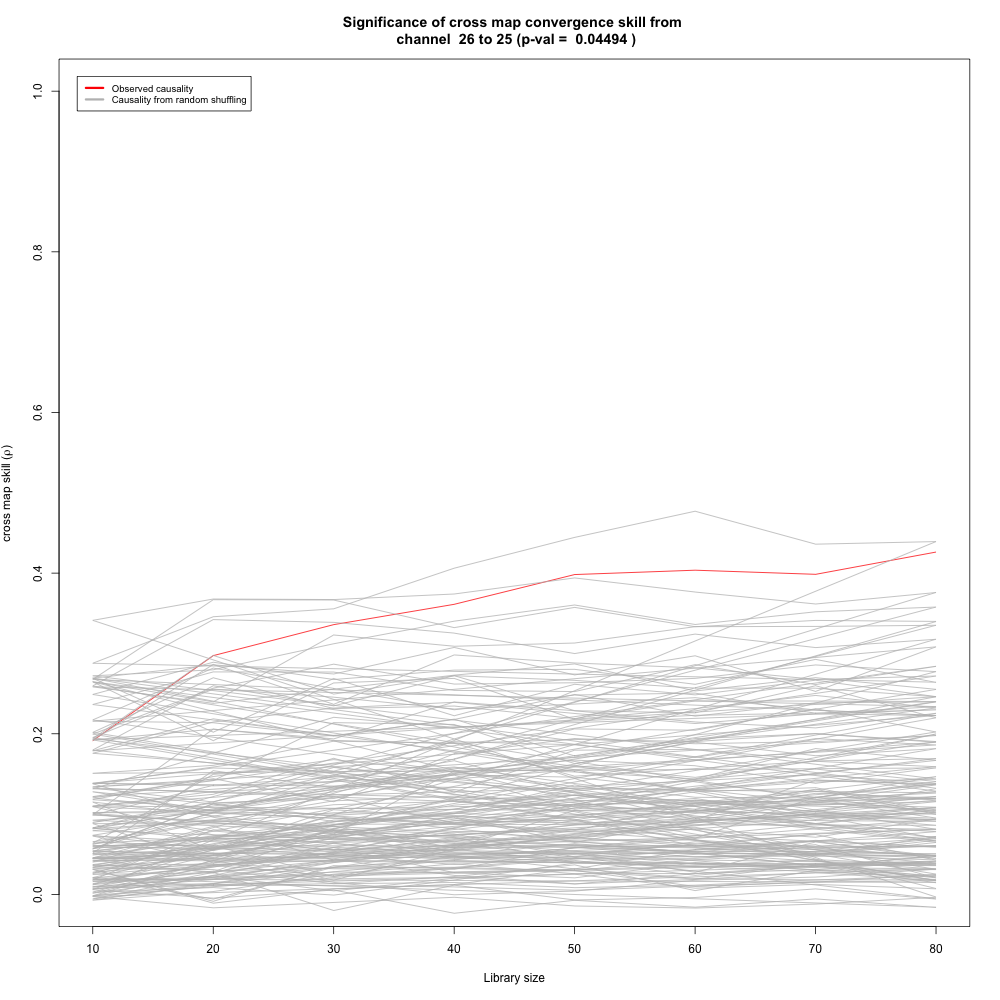 Significance of cross map convergence skill from
channel  26 to 25 (p-val =  0.04494 )
Observed causality
Causality from random shuffling
cross map skill (ρ)
1.0
0.8
0.6
0.4
0.2
0.0
10 20 30 40 50 60 70 80
Library size